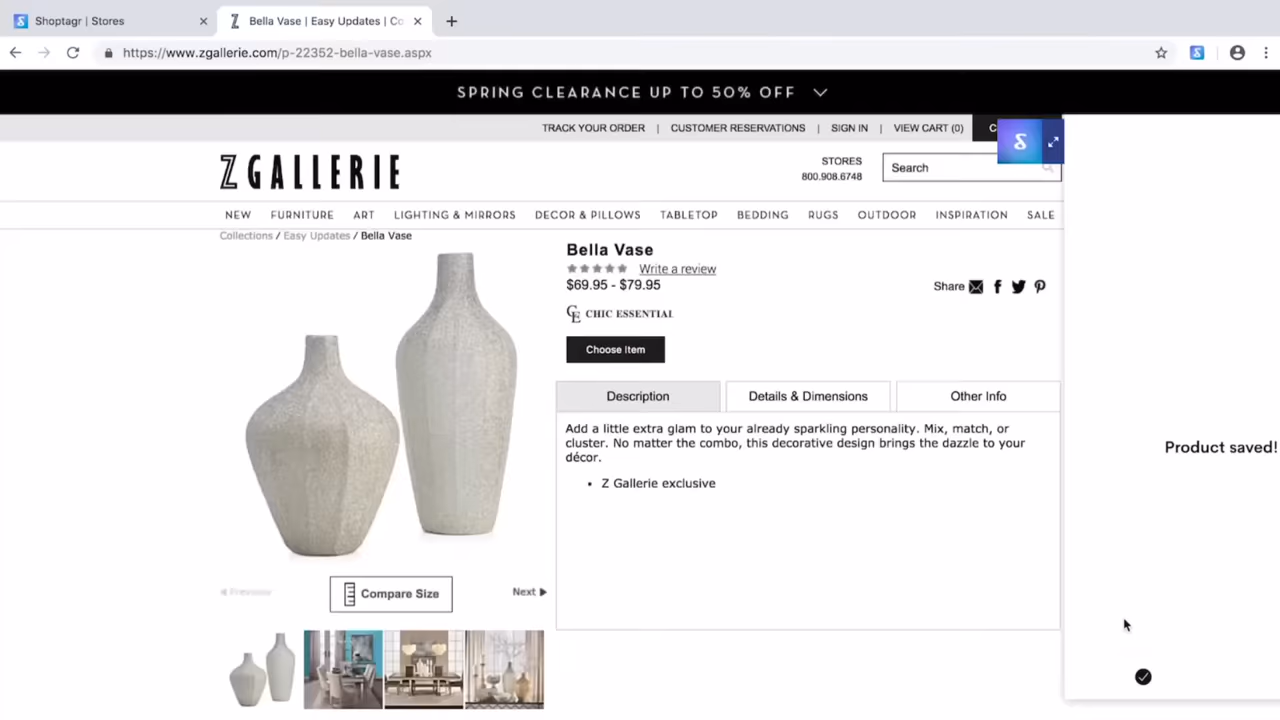 Shoptagr | Stores
Bella Vase | Easy Updates | Co
https://www.zgallerie.com/p-22352-bella-vase.aspx
SPRING CLEARANCE UP TO 50% OFF
TRACK YOUR ORDER | CUSTOMER RESERVATIONS | SIGN IN | VIEW CART (0)
Z GALLERIE
STORES
800.908.6748
Search
NEW FURNITURE ART LIGHTING & MIRRORS DECOR & PILLOWS TABLETOP BEDDING RUGS OUTDOOR INSPIRATION SALE
Collections / Easy Updates / Bella Vase
Bella Vase
Write a review
$69.95 - $79.95
Share
CE CHIC ESSENTIAL
Choose Item
Description Details & Dimensions Other Info
Add a little extra glam to your already sparkling personality. Mix, match, or
cluster. No matter the combo, this decorative design brings the dazzle to your
décor.
• Z Gallerie exclusive
Product saved!
Previous Compare Size Next